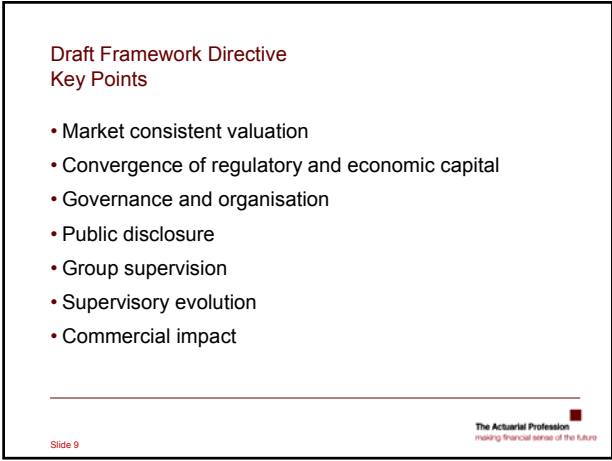 Draft Framework Directive
Key Points
• Market consistent valuation
• Convergence of regulatory and economic capital
• Governance and organisation
• Public disclosure
• Group supervision
• Supervisory evolution
• Commercial impact
Slide 9
The Actuarial Profession
making financial sense of the future